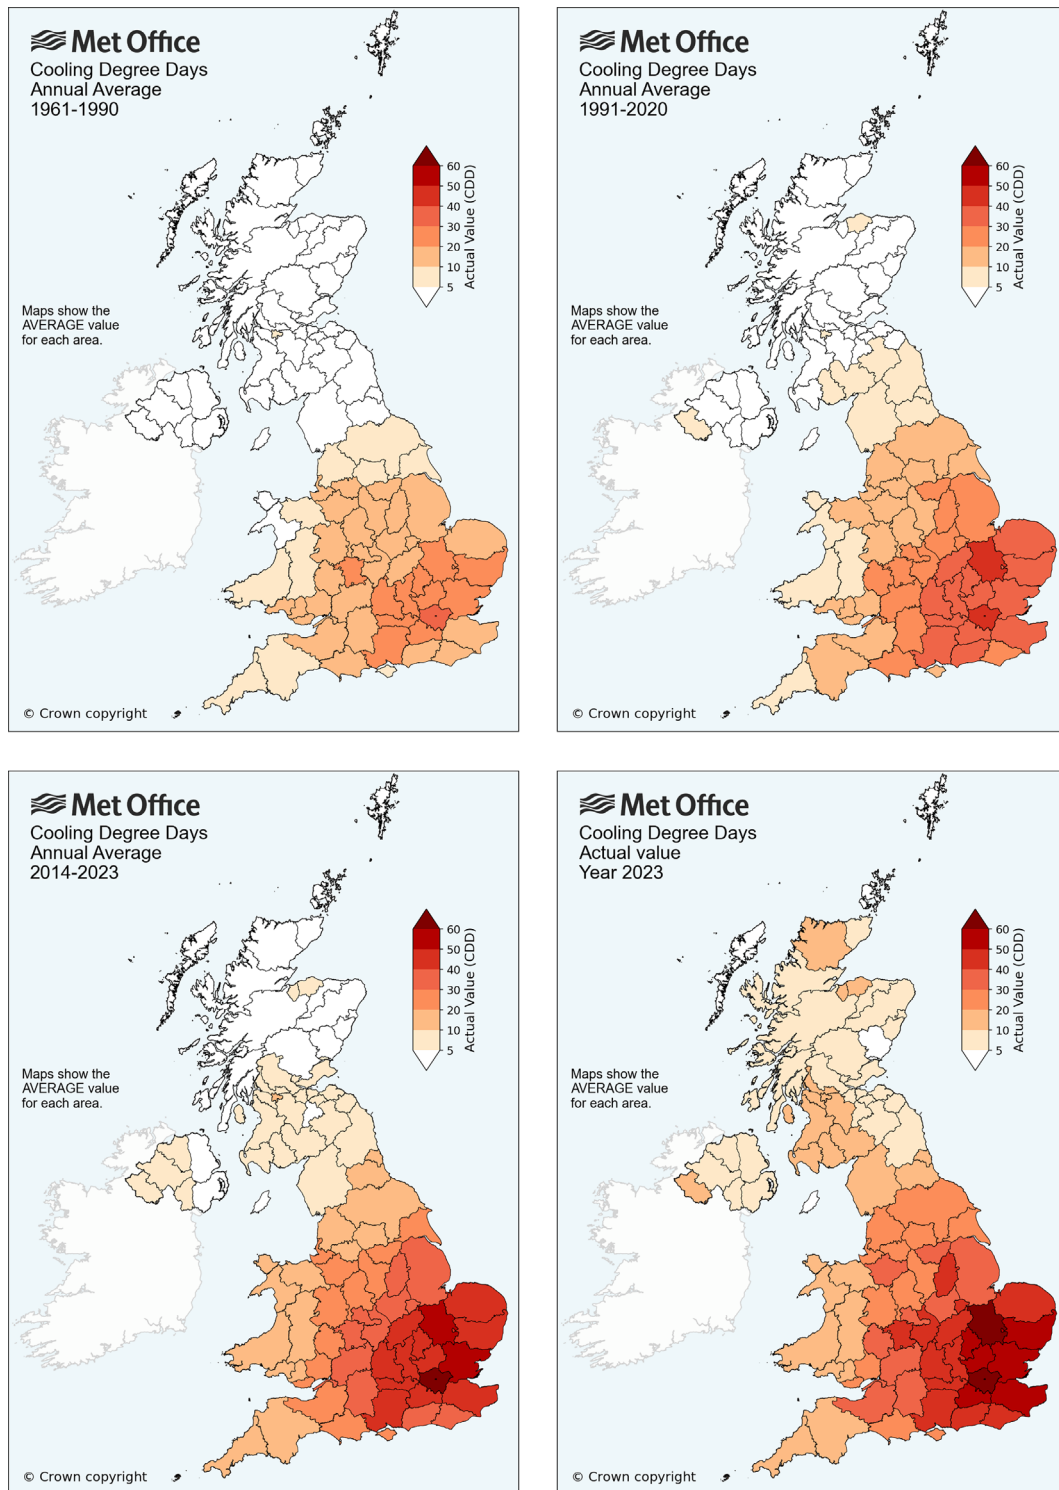 Met Office
Cooling Degree Days
Annual Average
1961-1990
60
50
40
30
20
10
5
Actual Value (CDD)
Maps show the
AVERAGE value
for each area.
© Crown copyright
Met Office
Cooling Degree Days
Annual Average
1991-2020
60
50
40
30
20
10
5
Actual Value (CDD)
Maps show the
AVERAGE value
for each area.
© Crown copyright
Met Office
Cooling Degree Days
Annual Average
2014-2023
60
50
40
30
20
10
5
Actual Value (CDD)
Maps show the
AVERAGE value
for each area.
© Crown copyright
Met Office
Cooling Degree Days
Actual value
Year 2023
60
50
40
30
20
10
5
Actual Value (CDD)
Maps show the
AVERAGE value
for each area.
© Crown copyright